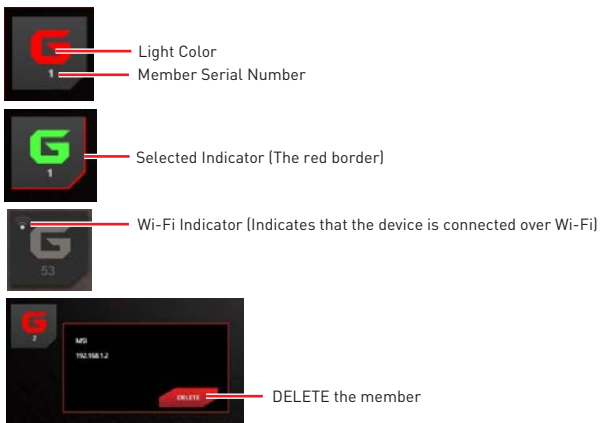 G
Light Color
1
Member Serial Number
G
Selected Indicator (The red border)
1
Wi-Fi Indicator (Indicates that the device is connected over Wi-Fi)
G
53
G
2
MSI
192.168.1.2
DELETE
DELETE the member